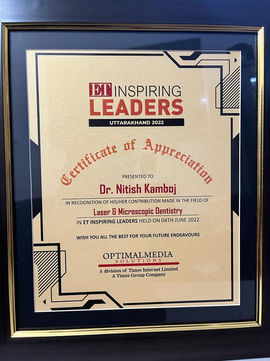 ET INSPIRING
LEADERS
UTTARAKHAND 2022
Certificate of Appreciation
PRESENTED TO
Dr. Nitish Kamboj
IN RECOGNITION OF HIS/HER CONTRIBUTION MADE IN THE FIELD OF
Laser & Microscopic Dentistry
IN ET INSPIRING LEADERS HELD ON 04TH JUNE 2022
WISH YOU ALL THE BEST FOR YOUR FUTURE ENDEAVOURS
OPTIMALMEDIA
SOLUTIONS
A division of Times Internet Limited
A Times Group Company